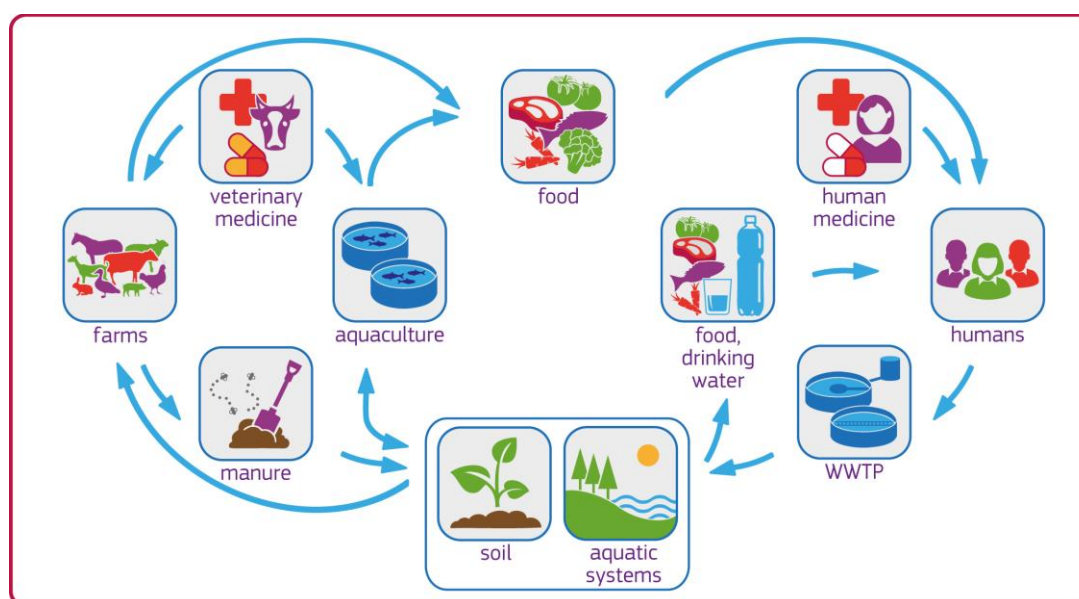 veterinary
medicine
food
human
medicine
farms
aquaculture
food,
drinking
water
humans
manure
WWTP
soil
aquatic
systems